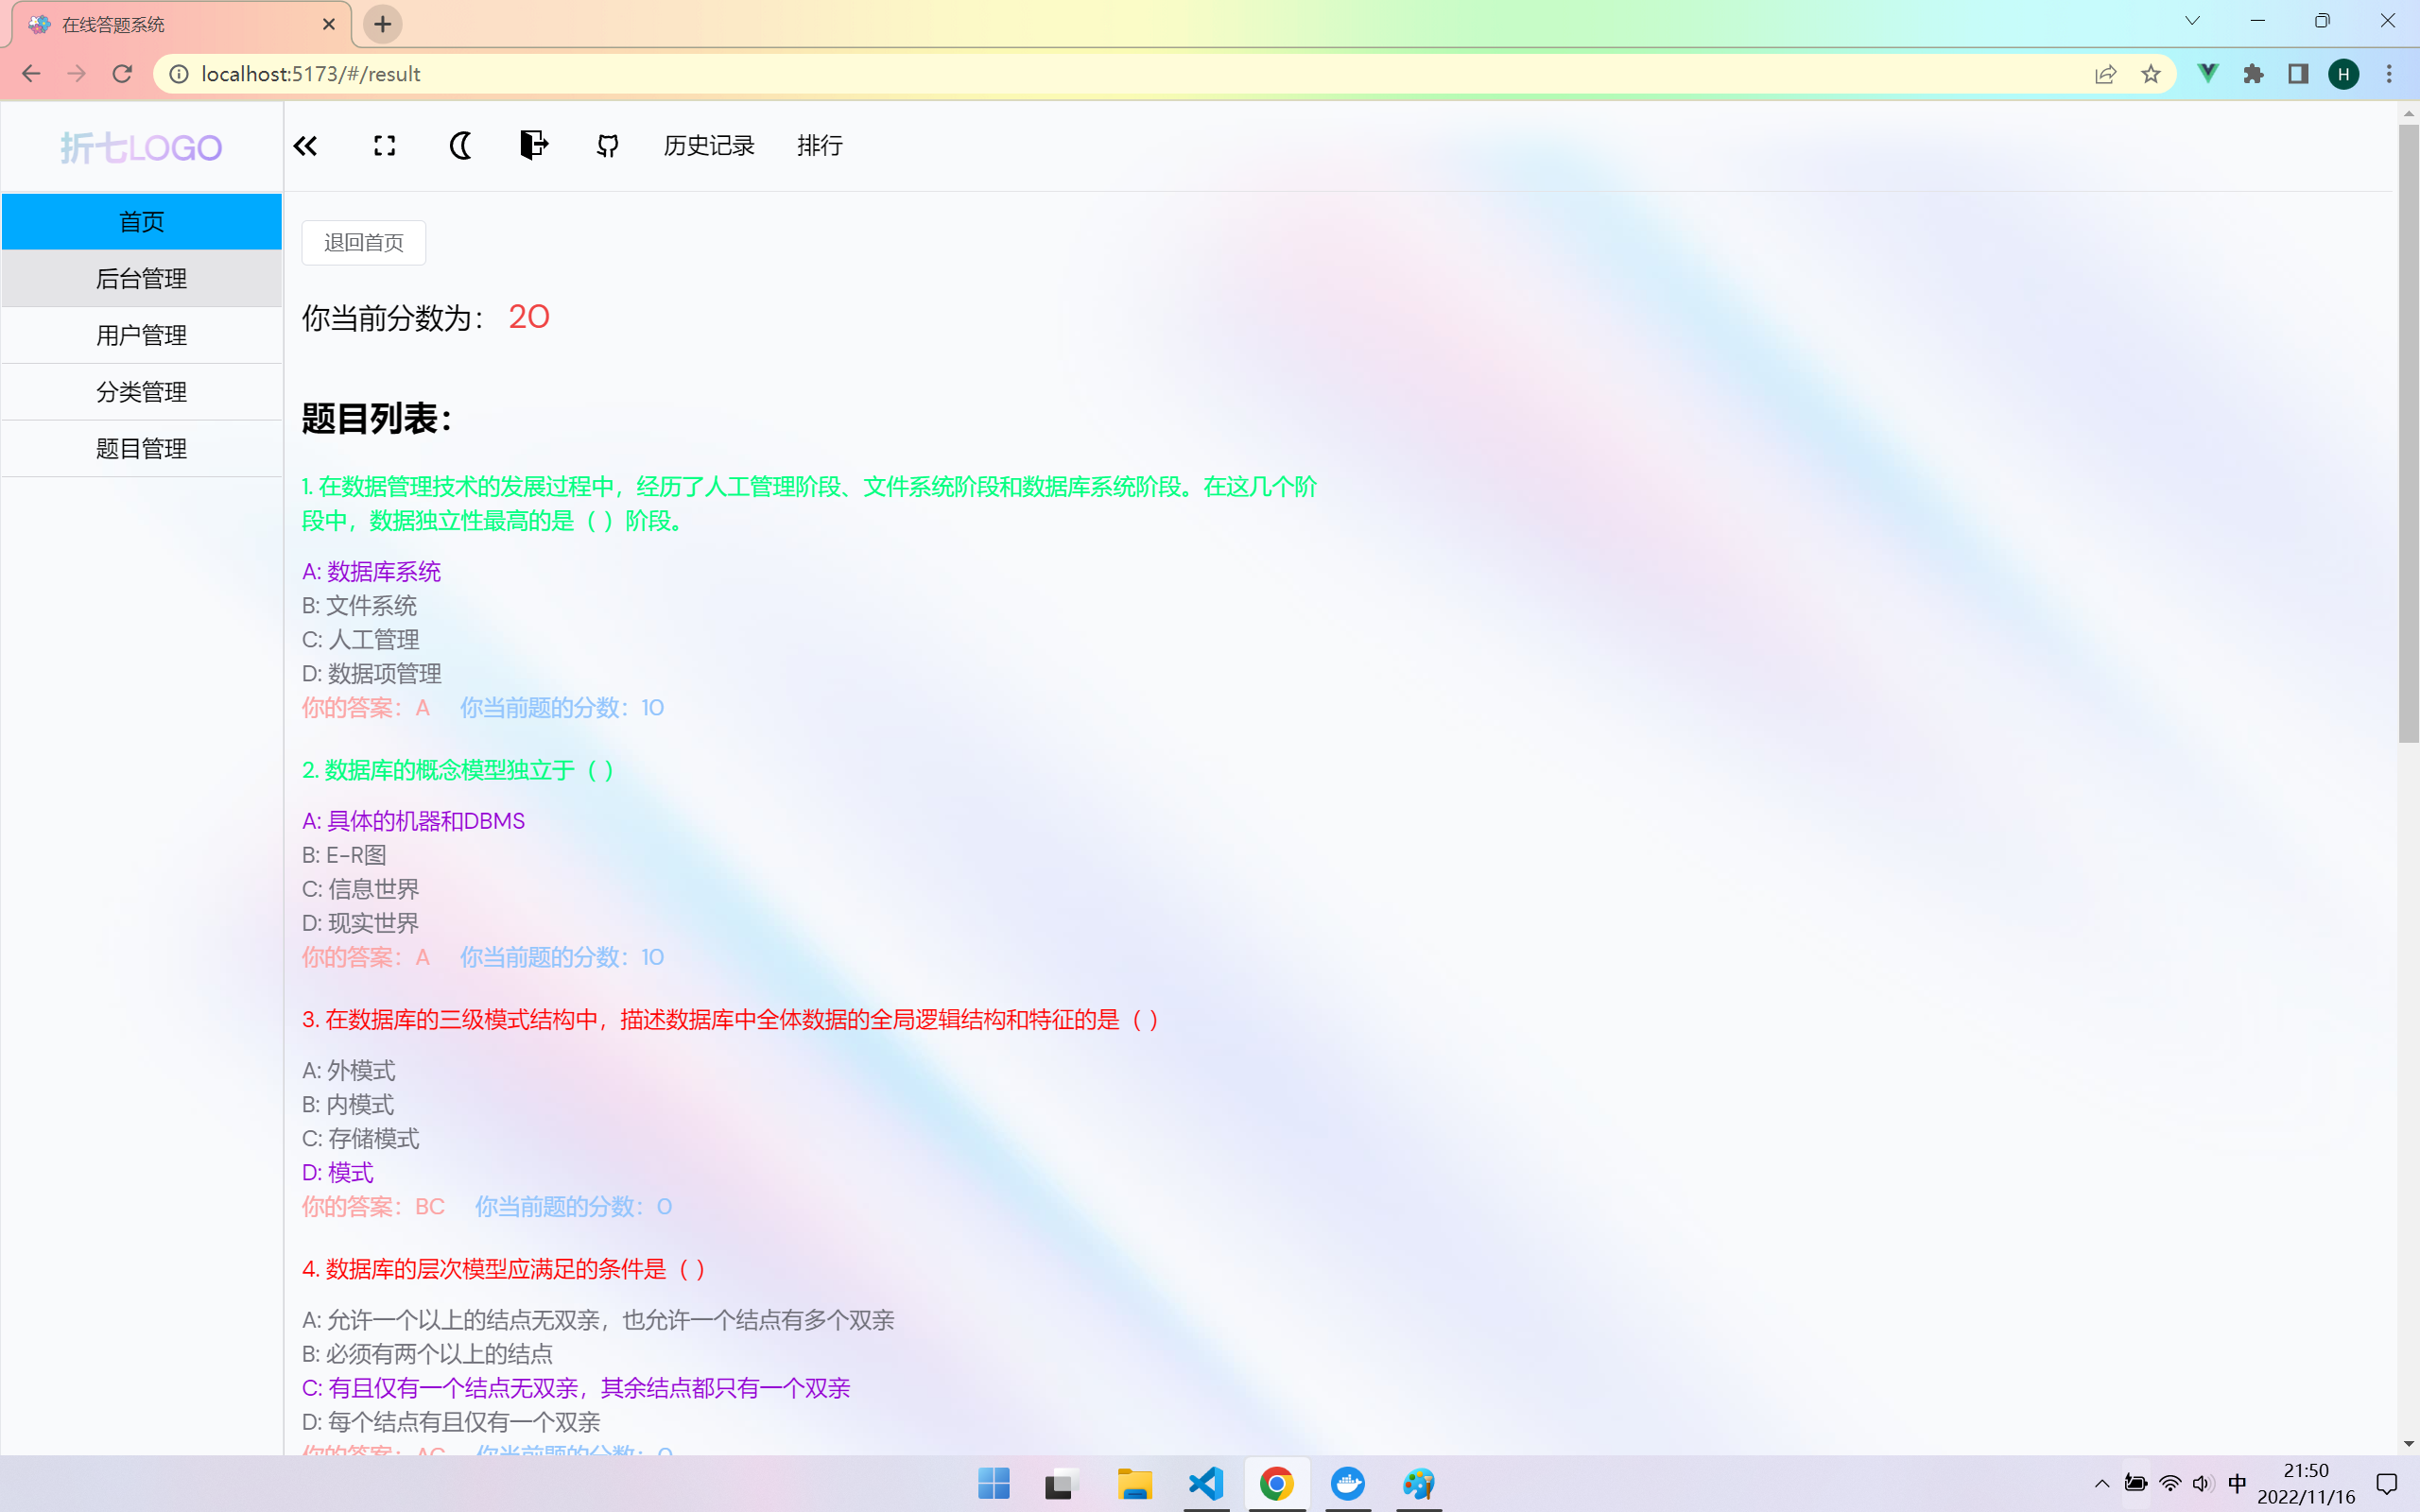 在线答题系统
localhost:5173/#/result
H
折七LOGO
历史记录
排行
首页
后台管理
用户管理
分类管理
题目管理
退回首页
你当前分数为： 20
题目列表：
1. 在数据管理技术的发展过程中，经历了人工管理阶段、文件系统阶段和数据库系统阶段。在这几个阶
段中，数据独立性最高的是（ ）阶段。
A: 数据库系统
B: 文件系统
C: 人工管理
D: 数据项管理
你的答案：A 你当前题的分数：10
2. 数据库的概念模型独立于（ ）
A: 具体的机器和DBMS
B: E-R图
C: 信息世界
D: 现实世界
你的答案：A 你当前题的分数：10
3. 在数据库的三级模式结构中，描述数据库中全体数据的全局逻辑结构和特征的是（ ）
A: 外模式
B: 内模式
C: 存储模式
D: 模式
你的答案：BC 你当前题的分数：0
4. 数据库的层次模型应满足的条件是（ ）
A: 允许一个以上的结点无双亲，也允许一个结点有多个双亲
B: 必须有两个以上的结点
C: 有且仅有一个结点无双亲，其余结点都只有一个双亲
D: 每个结点有且仅有一个双亲
你的答案：AC 你当前题的分数：0
中
21:50
2022/11/16